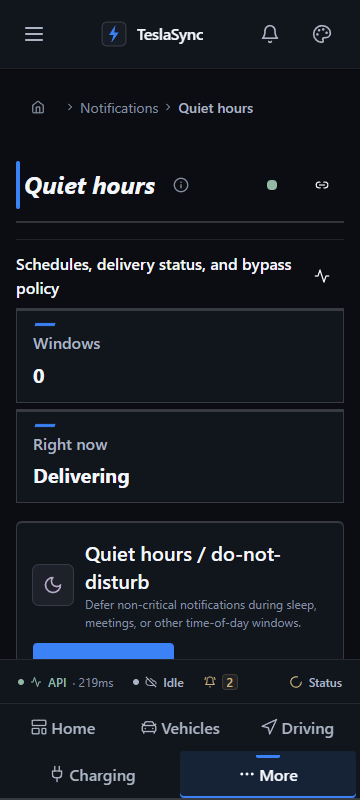 TeslaSync
Notifications
Quiet hours
Quiet hours
Schedules, delivery status, and bypass
policy
Windows
0
Right now
Delivering
Quiet hours / do-not-
disturb
Defer non-critical notifications during sleep,
meetings, or other time-of-day windows.
API · 219ms
Idle
2
Status
Home
Vehicles
Driving
Charging
More